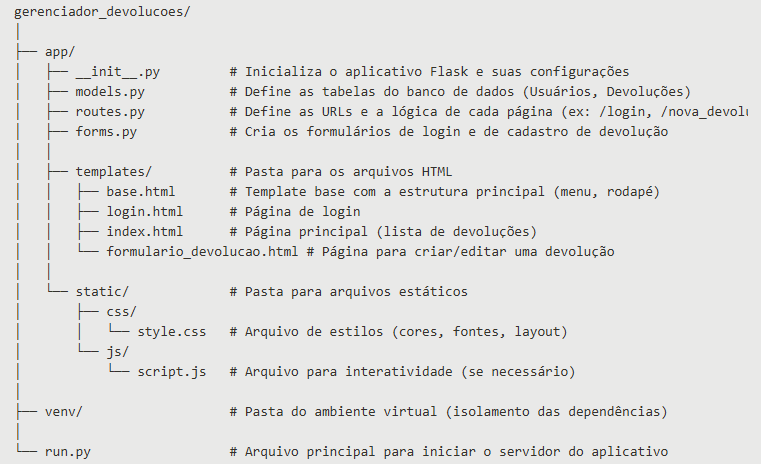 gerenciador_devolucoes/
│
├── app/
│   ├── __init__.py         # Inicializa o aplicativo Flask e suas configurações
│   ├── models.py           # Define as tabelas do banco de dados (Usuários, Devoluções)
│   ├── routes.py           # Define as URLs e a lógica de cada página (ex: /login, /nova_devolu
│   ├── forms.py            # Cria os formulários de login e de cadastro de devolução
│   │
│   ├── templates/          # Pasta para os arquivos HTML
│   │   ├── base.html       # Template base com a estrutura principal (menu, rodapé)
│   │   ├── login.html      # Página de login
│   │   ├── index.html      # Página principal (lista de devoluções)
│   │   └── formulario_devolucao.html # Página para criar/editar uma devolução
│   │
│   └── static/             # Pasta para arquivos estáticos
│       ├── css/
│       │   └── style.css   # Arquivo de estilos (cores, fontes, layout)
│       └── js/
│           └── script.js   # Arquivo para interatividade (se necessário)
│
├── venv/                   # Pasta do ambiente virtual (isolamento das dependências)
│
└── run.py                  # Arquivo principal para iniciar o servidor do aplicativo